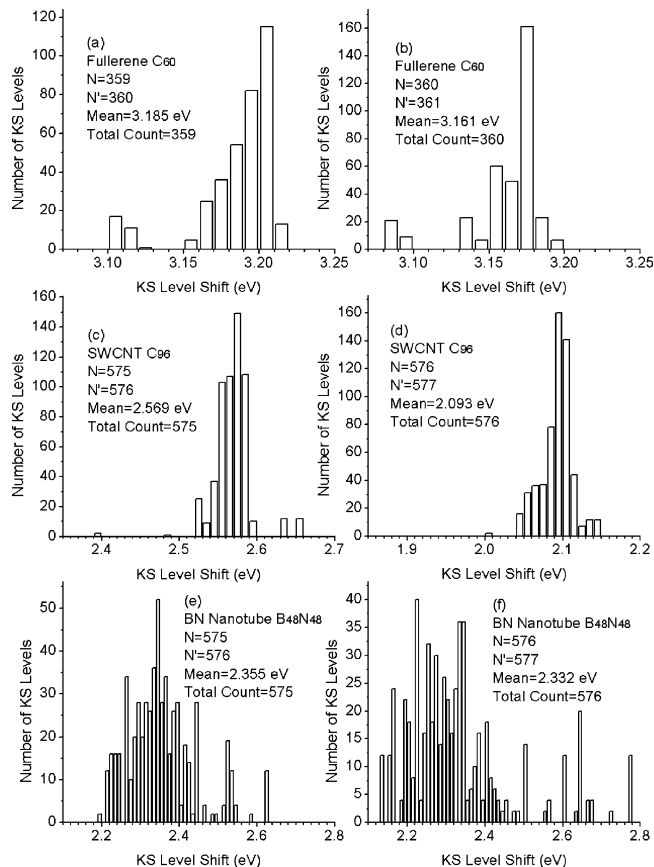 (a)
Fullerene C60
N=359
N'=360
Mean=3.185 eV
Total Count=359
Number of KS Levels
120
100
80
60
40
20
0
3.10 3.15 3.20 3.25
KS Level Shift (eV)
(b)
Fullerene C60
N=360
N'=361
Mean=3.161 eV
Total Count=360
Number of KS Levels
160
140
120
100
80
60
40
20
0
3.10 3.15 3.20 3.25
KS Level Shift (eV)
(c)
SWCNT C96
N=575
N'=576
Mean=2.569 eV
Total Count=575
Number of KS Levels
160
140
120
100
80
60
40
20
0
2.4 2.5 2.6 2.7
KS Level Shift (eV)
(d)
SWCNT C96
N=576
N'=577
Mean=2.093 eV
Total Count=576
Number of KS Levels
160
140
120
100
80
60
40
20
0
1.9 2.0 2.1 2.2
KS Level Shift (eV)
(e)
BN Nanotube B48N48
N=575
N'=576
Mean=2.355 eV
Total Count=575
Number of KS Levels
50
40
30
20
10
0
2.2 2.4 2.6 2.8
KS Level Shift (eV)
(f)
BN Nanotube B48N48
N=576
N'=577
Mean=2.332 eV
Total Count=576
Number of KS Levels
40
35
30
25
20
15
10
5
0
2.2 2.4 2.6 2.8
KS Level Shift (eV)